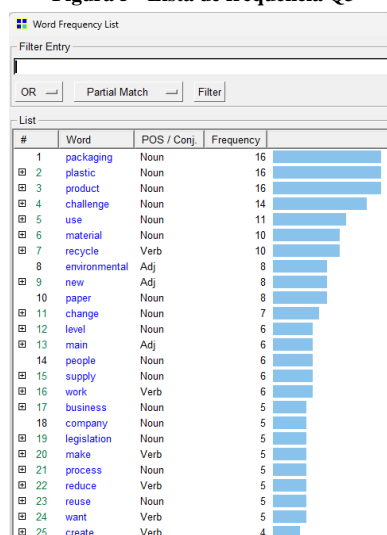 Word Frequency List
Filter Entry
OR Partial Match Filter
List
# Word POS / Conj. Frequency
1 packaging Noun 16
2 plastic Noun 16
3 product Noun 16
4 challenge Noun 14
5 use Noun 11
6 material Noun 10
7 recycle Verb 10
8 environmental Adj 8
9 new Adj 8
10 paper Noun 8
11 change Noun 7
12 level Noun 6
13 main Adj 6
14 people Noun 6
15 supply Noun 6
16 work Verb 6
17 business Noun 5
18 company Noun 5
19 legislation Noun 5
20 make Verb 5
21 process Noun 5
22 reduce Verb 5
23 reuse Noun 5
24 want Verb 5
25 create Verb 4